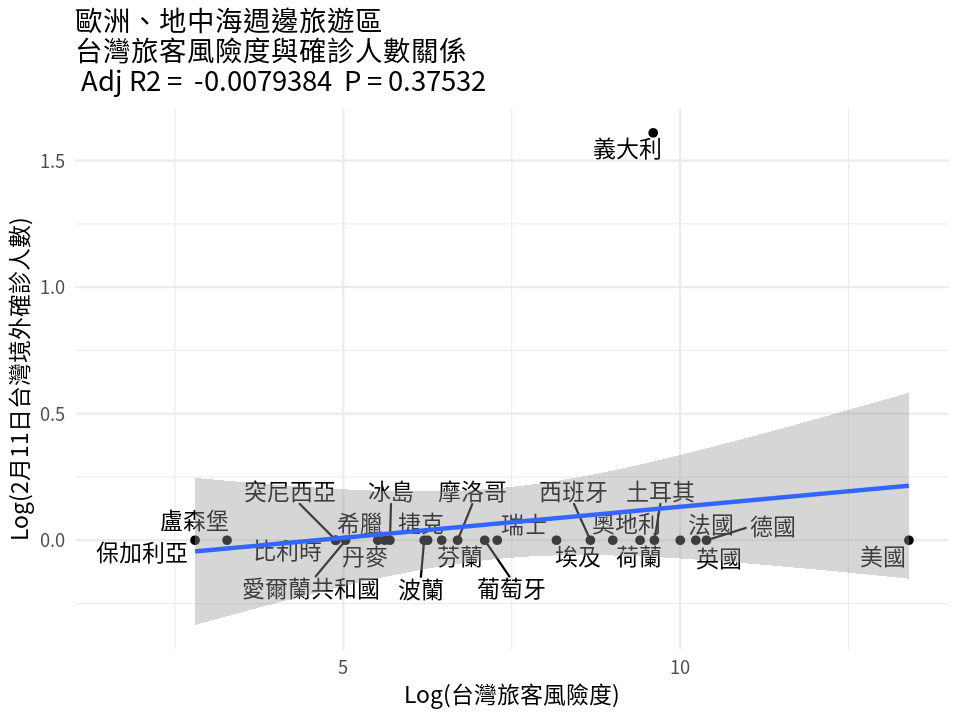 歐洲、地中海週邊旅遊區
台灣旅客風險度與確診人數關係
Adj R2 = -0.0079384 P = 0.37532
Log(2月11日台灣境外確診人數)
1.5
1.0
0.5
0.0
義大利
突尼西亞
冰島
摩洛哥
西班牙
土耳其
盧森堡
希臘
捷克
瑞士
奧地利
法國
德國
保加利亞
比利時
丹麥
芬蘭
埃及
荷蘭
英國
美國
愛爾蘭共和國
波蘭
葡萄牙
5
10
Log(台灣旅客風險度)